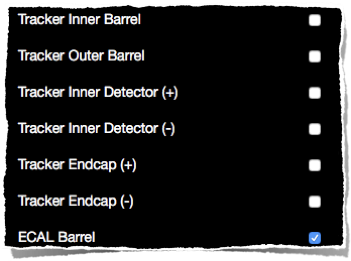 Tracker Inner Barrel
Tracker Outer Barrel
Tracker Inner Detector (+)
Tracker Inner Detector (-)
Tracker Endcap (+)
Tracker Endcap (-)
ECAL Barrel